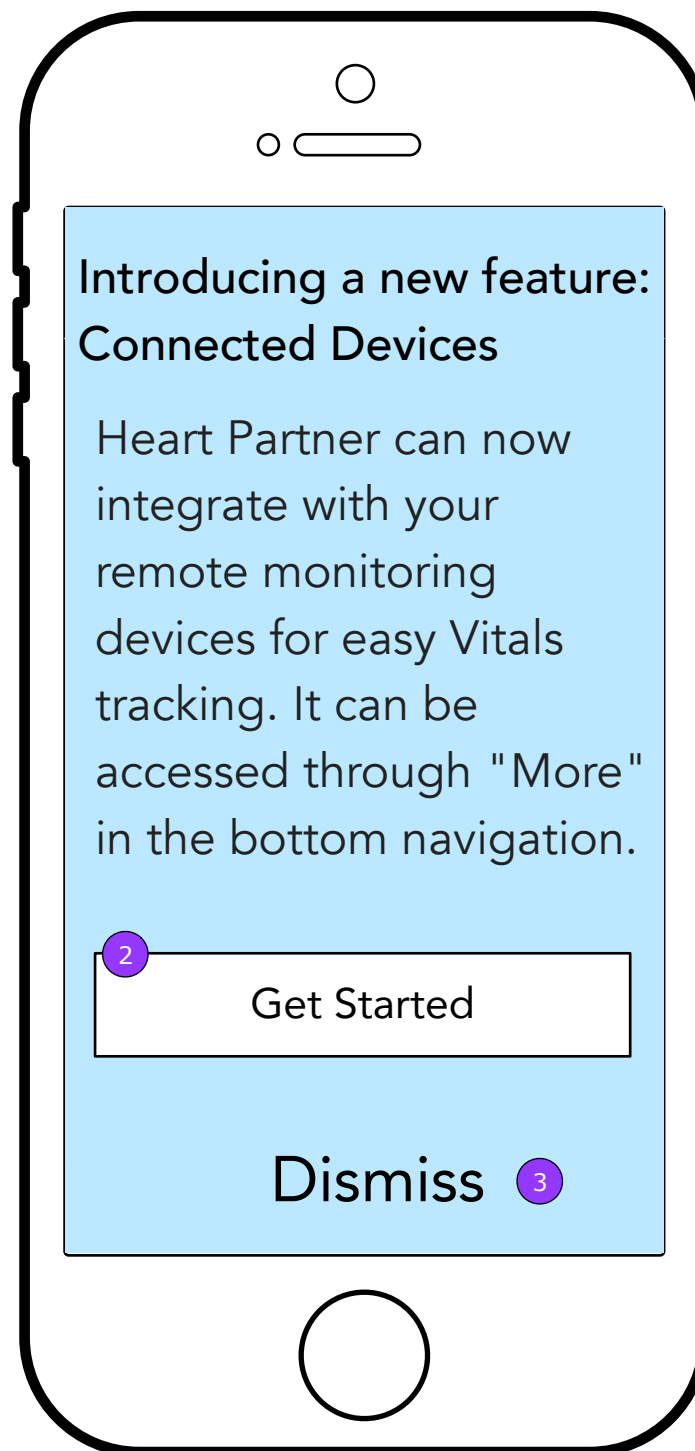 Introducing a new feature:
Connected Devices
Heart Partner can now
integrate with your
remote monitoring
devices for easy Vitals
tracking. It can be
accessed through "More"
in the bottom navigation.
2
Get Started
Dismiss 3